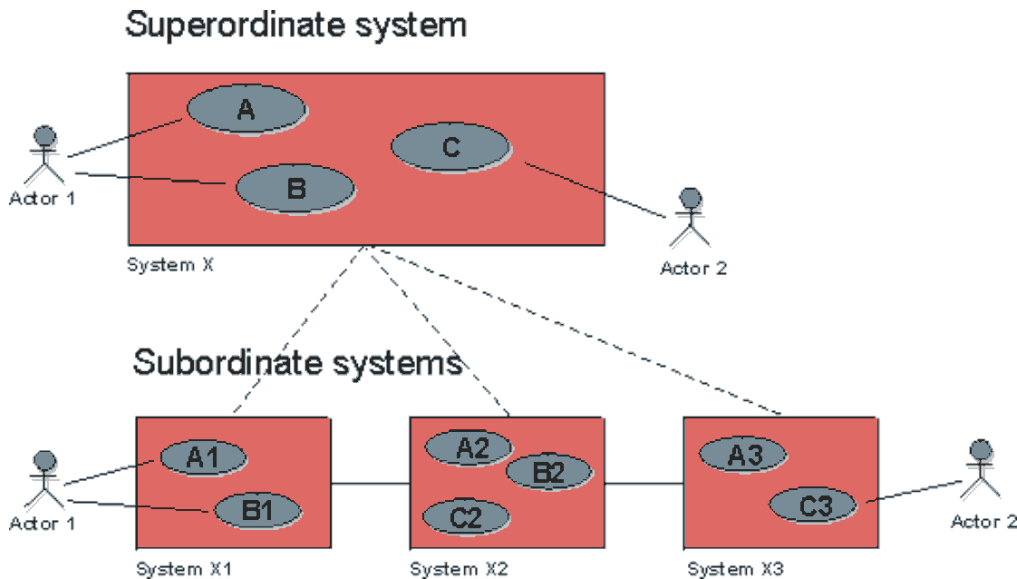 Superordinate system
A
C
B
Actor 1
System X
Actor 2
Subordinate systems
A1
B1
A2
B2
C2
A3
C3
Actor 1
Actor 2
System X1
System X2
System X3